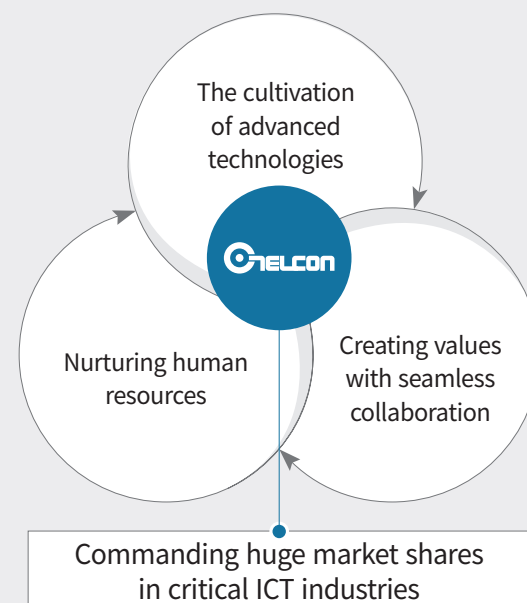 The cultivation
of advanced
technologies
ONELCON
Nurturing human
resources
Creating values
with seamless
collaboration
Commanding huge market shares
in critical ICT industries